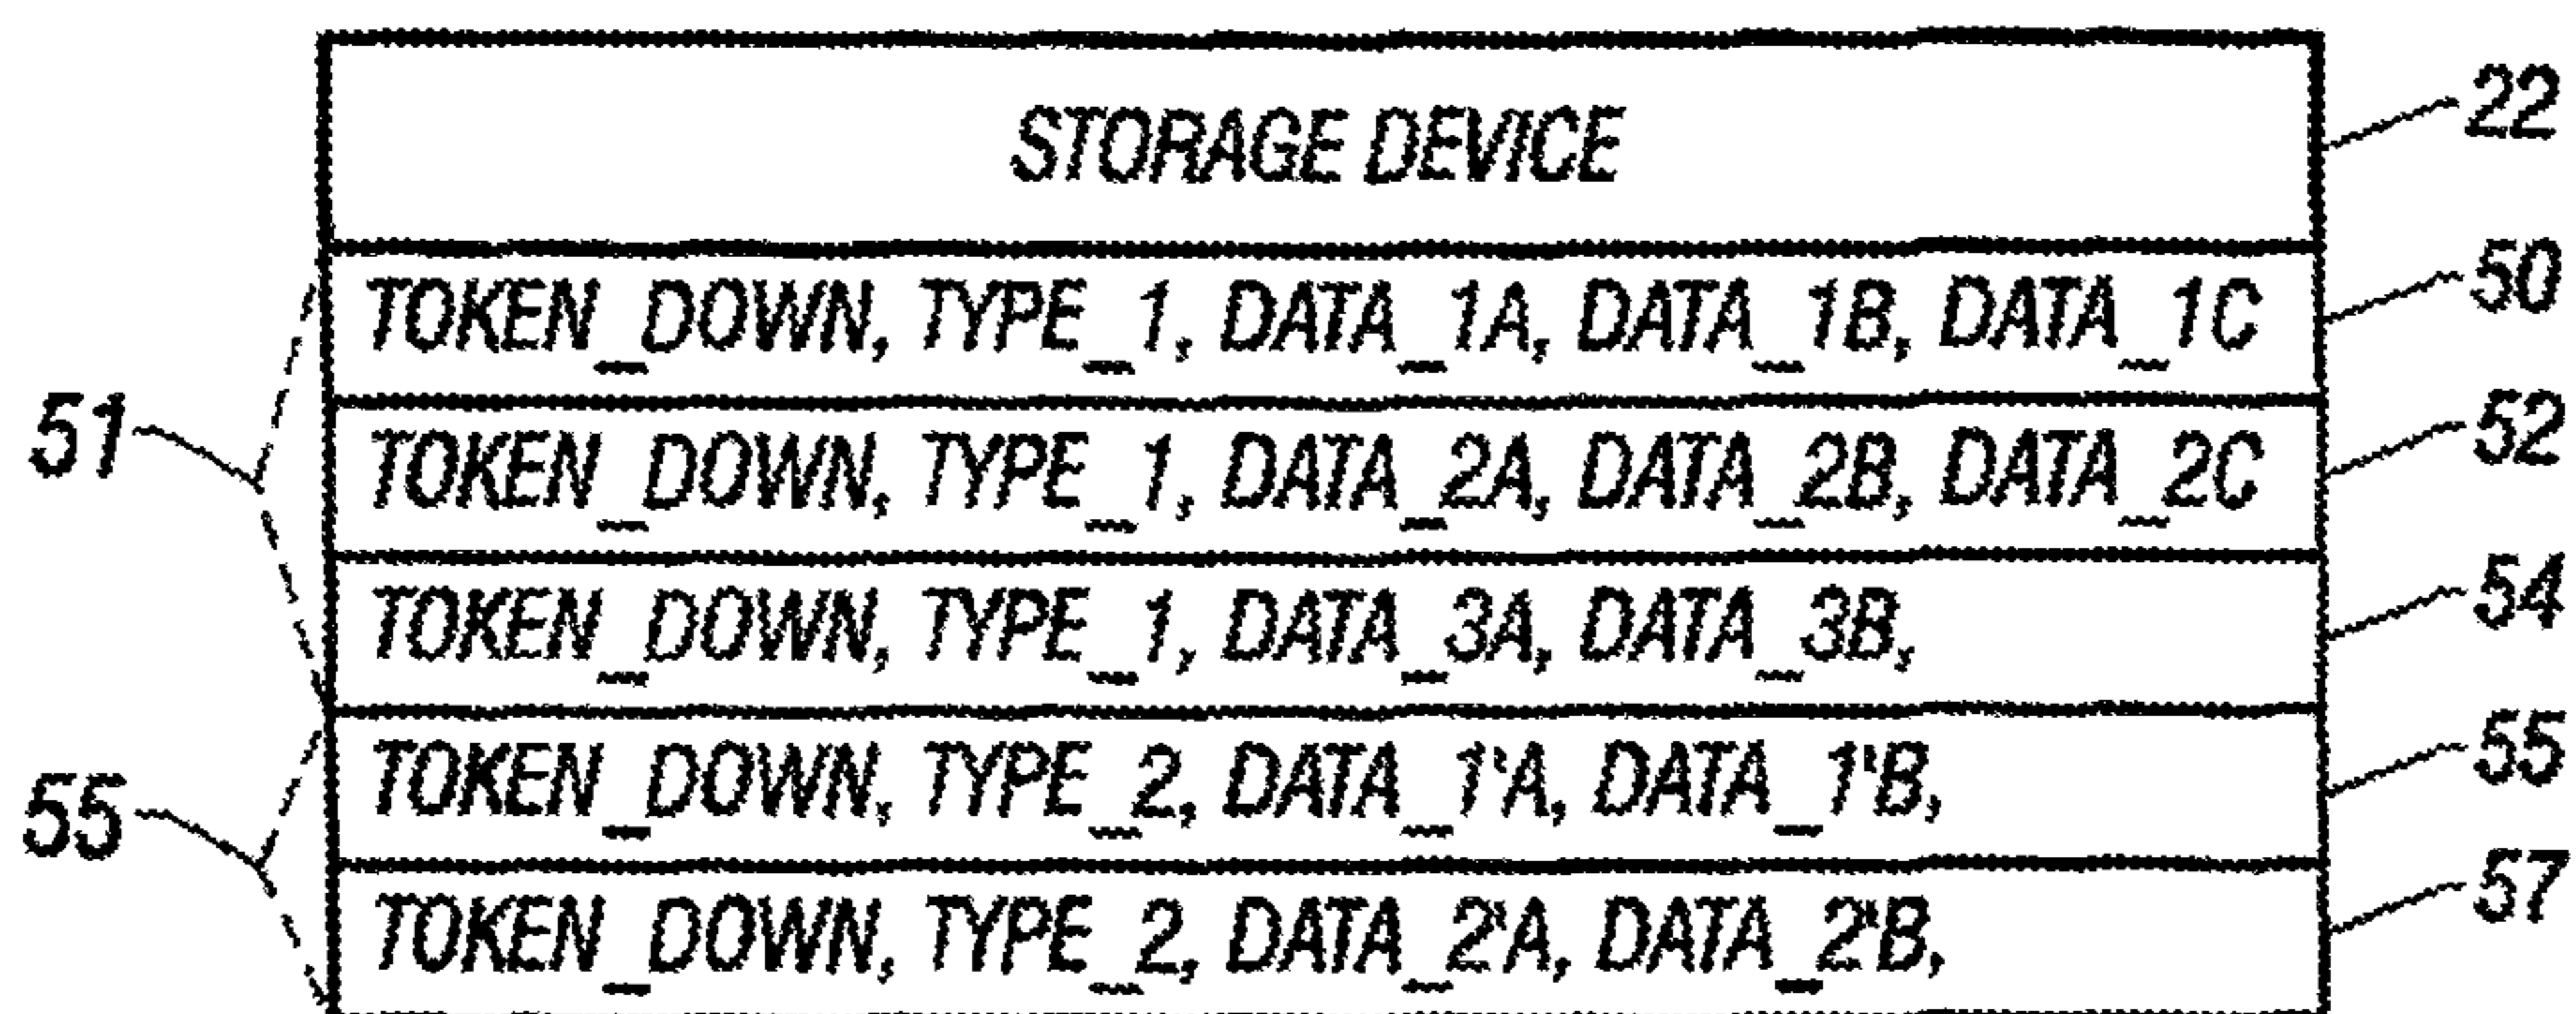 STORAGE DEVICE 22
TOKEN_DOWN, TYPE_1, DATA_1A, DATA_1B, DATA_1C 50
51
TOKEN_DOWN, TYPE_1, DATA_2A, DATA_2B, DATA_2C 52
TOKEN_DOWN, TYPE_1, DATA_3A, DATA_3B, 54
TOKEN_DOWN, TYPE_2, DATA_1'A, DATA_1'B, 55
55
TOKEN_DOWN, TYPE_2, DATA_2'A, DATA_2'B, 57